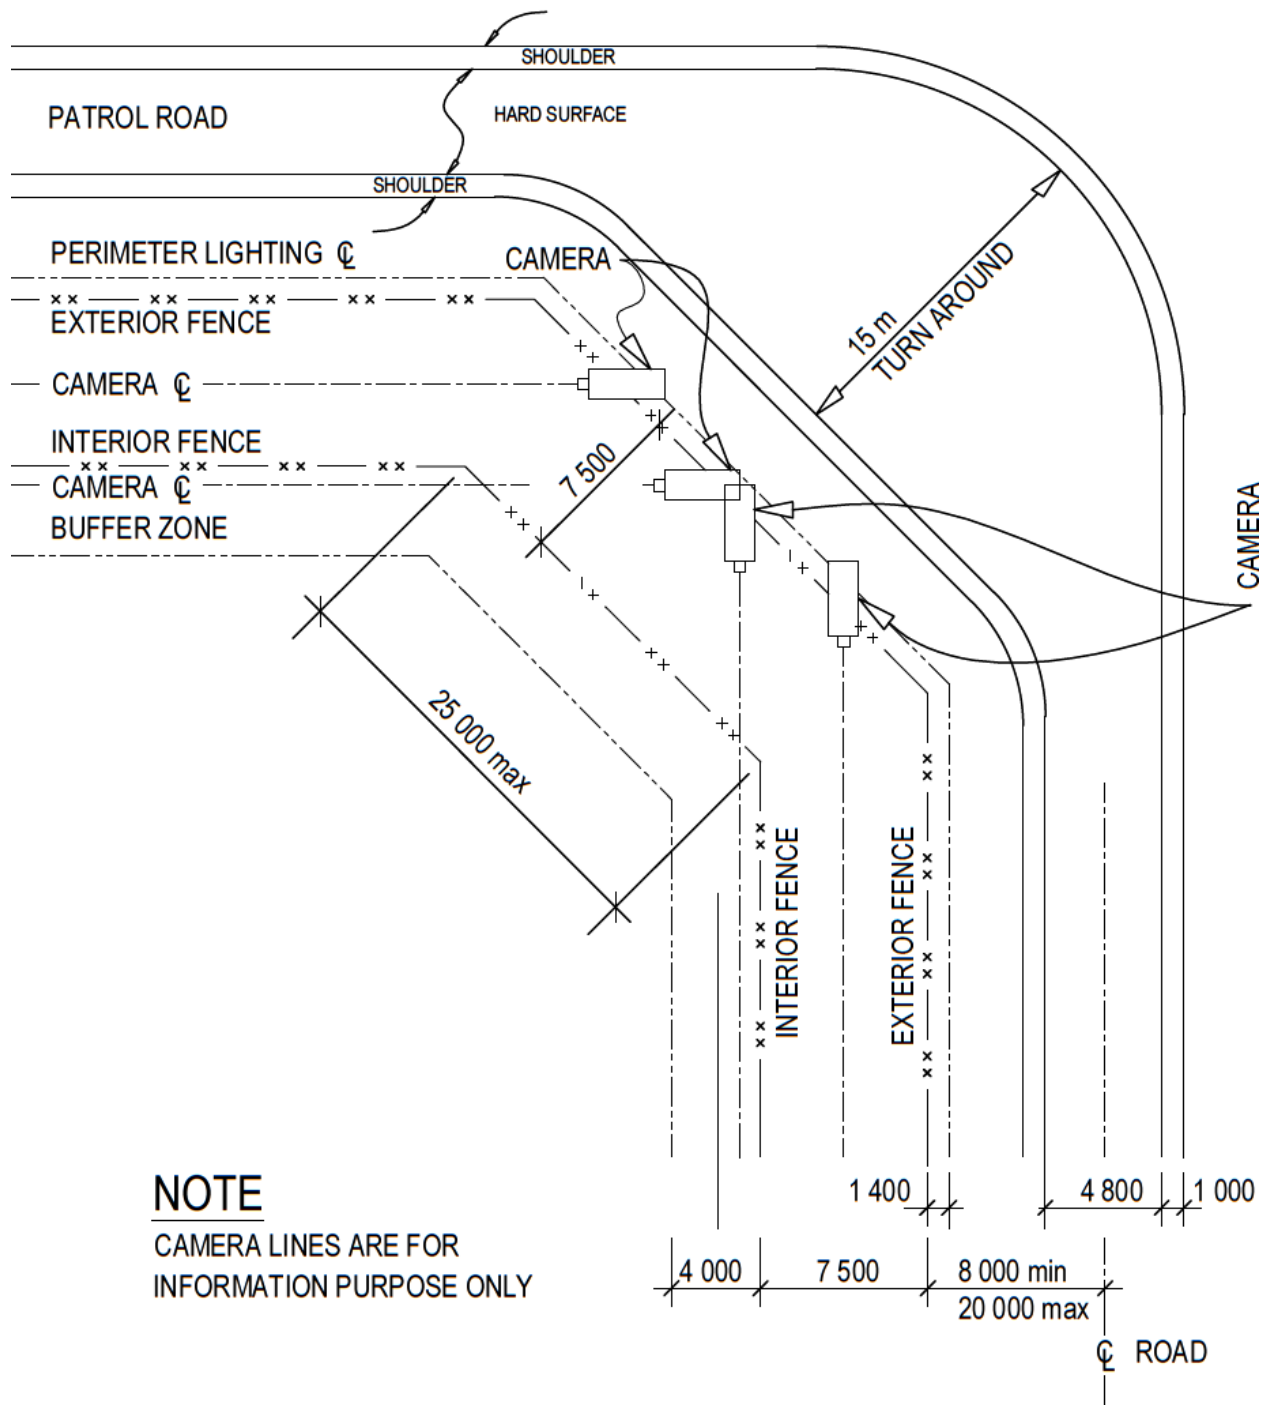 SHOULDER
PATROL ROAD
HARD SURFACE
SHOULDER
PERIMETER LIGHTING ℄
CAMERA
EXTERIOR FENCE
15 m
TURN AROUND
CAMERA ℄
INTERIOR FENCE
7 500
CAMERA ℄
BUFFER ZONE
CAMERA
25 000 max
INTERIOR FENCE
EXTERIOR FENCE
NOTE
CAMERA LINES ARE FOR
INFORMATION PURPOSE ONLY
1 400
4 800
1 000
4 000
7 500
8 000 min
20 000 max
℄ ROAD